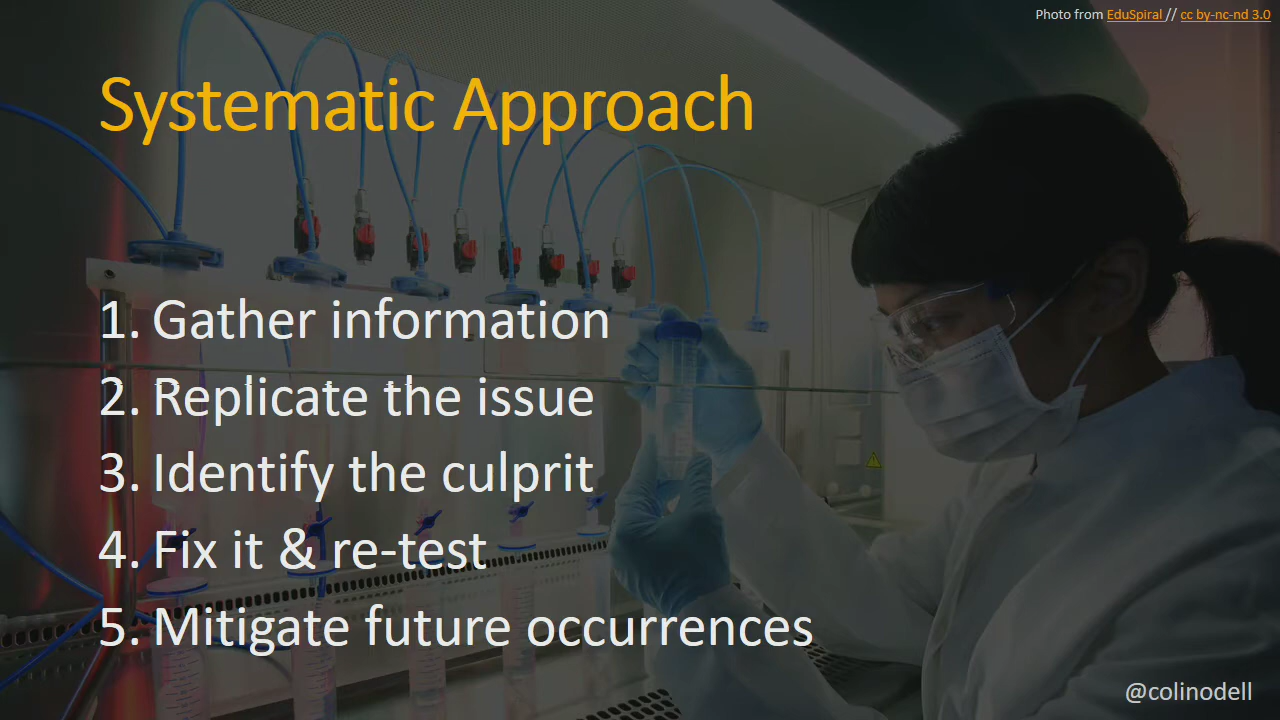 Photo from EduSpiral // cc by-nc-nd 3.0
Systematic Approach
1. Gather information
2. Replicate the issue
3. Identify the culprit
4. Fix it & re-test
5. Mitigate future occurrences
@colinodell